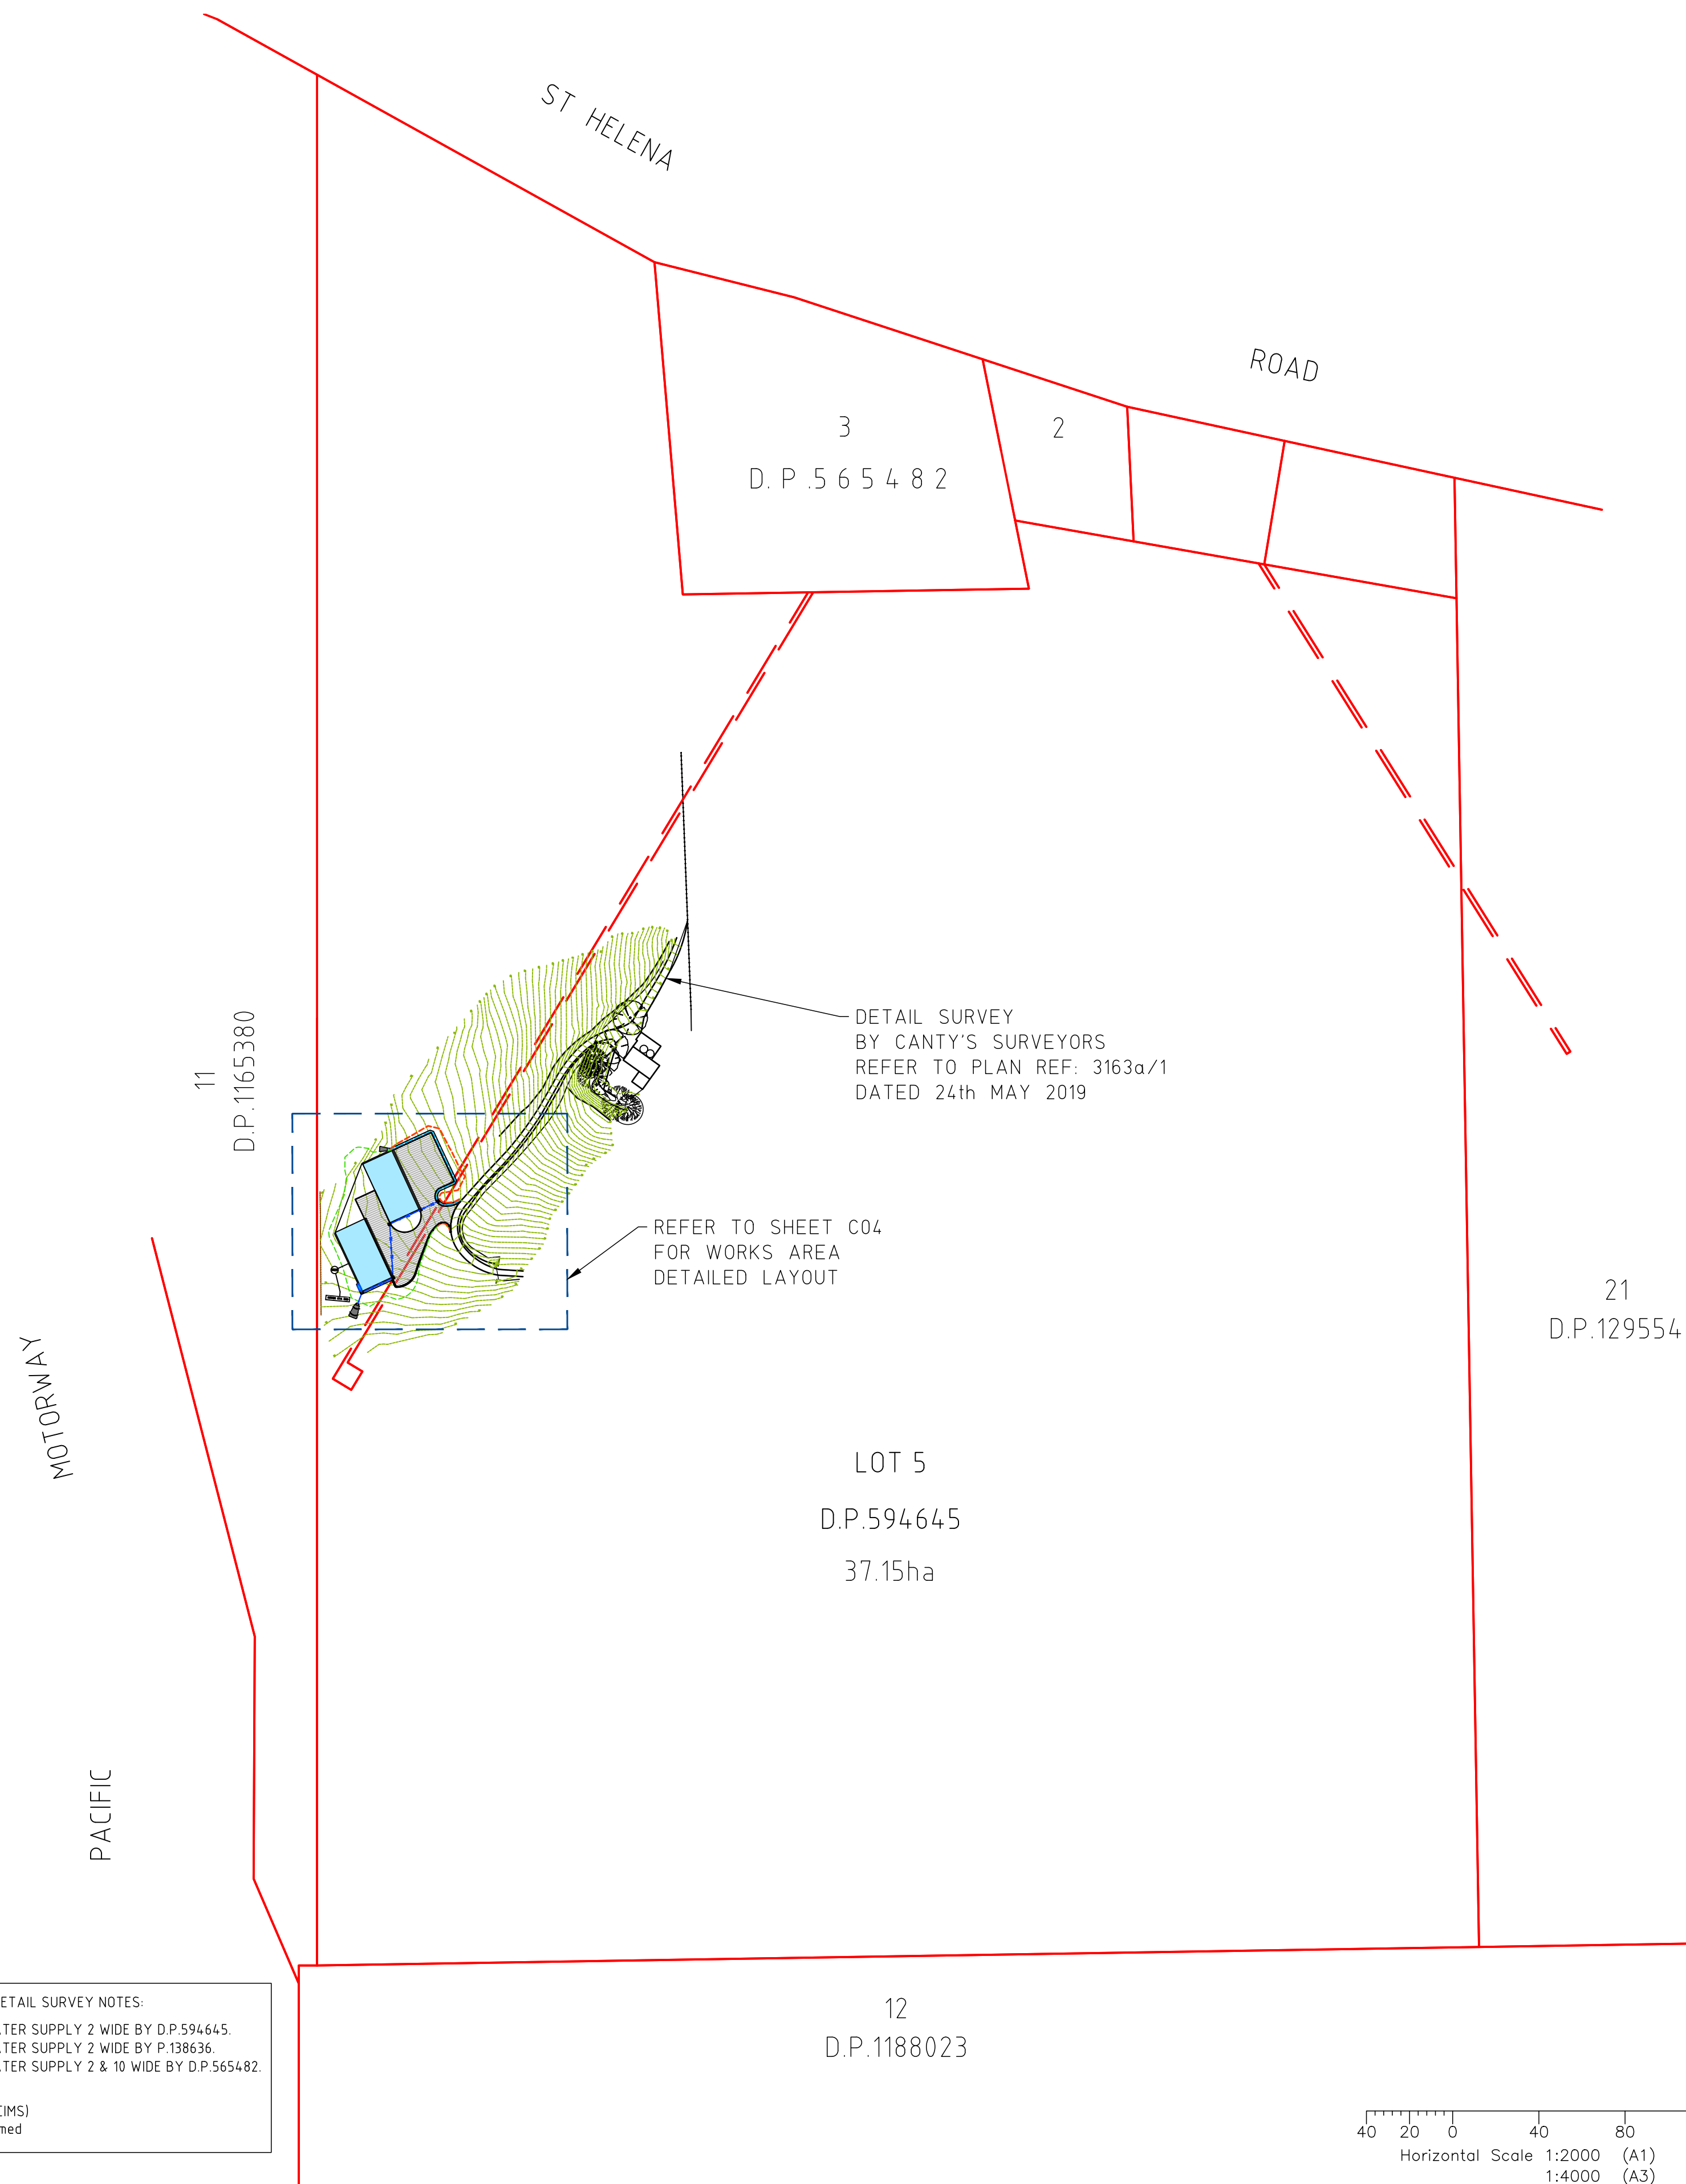 ST HELENA
ROAD
3
D.P.565482
2
11
D.P.1165380
DETAIL SURVEY
BY CANTY'S SURVEYORS
REFER TO PLAN REF: 3163a/1
DATED 24th MAY 2019
REFER TO SHEET C04
FOR WORKS AREA
DETAILED LAYOUT
21
D.P.129554
MOTORWAY
PACIFIC
LOT 5
D.P.594645
37.15ha
12
D.P.1188023
ETAIL SURVEY NOTES:
TER SUPPLY 2 WIDE BY D.P.594645.
TER SUPPLY 2 WIDE BY P.138636.
TER SUPPLY 2 & 10 WIDE BY D.P.565482.
IMS)
med
40 20 0 40 80
Horizontal Scale 1:2000 (A1)
1:4000 (A3)